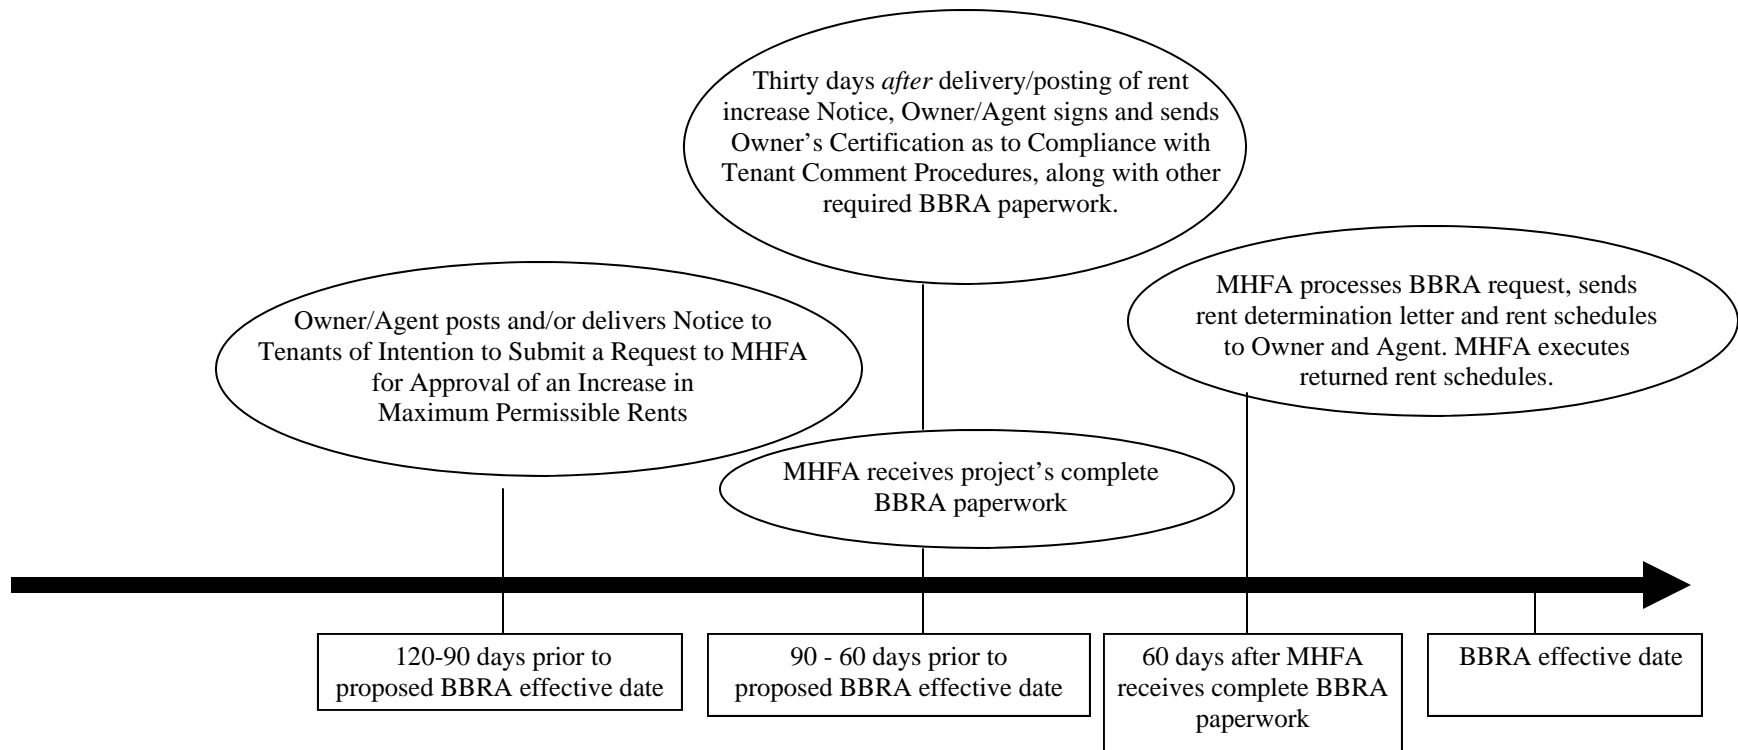 Thirty days after delivery/posting of rent
increase Notice, Owner/Agent signs and sends
Owner’s Certification as to Compliance with
Tenant Comment Procedures, along with other
required BBRA paperwork.
MHFA processes BBRA request, sends
rent determination letter and rent schedules
to Owner and Agent. MHFA executes
returned rent schedules.
Owner/Agent posts and/or delivers Notice to
Tenants of Intention to Submit a Request to MHFA
for Approval of an Increase in
Maximum Permissible Rents
MHFA receives project’s complete
BBRA paperwork
120-90 days prior to
proposed BBRA effective date
90 - 60 days prior to
proposed BBRA effective date
60 days after MHFA
receives complete BBRA
paperwork
BBRA effective date